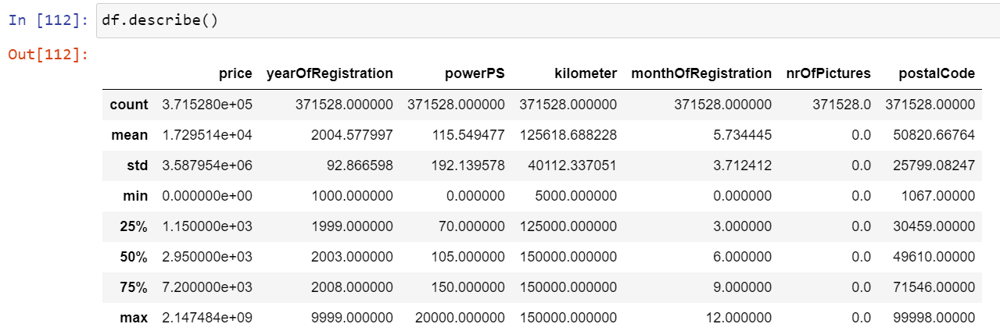 In [112]: df.describe()
Out[112]:
price yearOfRegistration powerPS kilometer monthOfRegistration nrOfPictures postalCode
count 3.715280e+05 371528.000000 371528.000000 371528.000000 371528.000000 371528.0 371528.00000
mean 1.729514e+04 2004.577997 115.549477 125618.688228 5.734445 0.0 50820.66764
std 3.587954e+06 92.866598 192.139578 40112.337051 3.712412 0.0 25799.08247
min 0.000000e+00 1000.000000 0.000000 5000.000000 0.000000 0.0 1067.00000
25% 1.150000e+03 1999.000000 70.000000 125000.000000 3.000000 0.0 30459.00000
50% 2.950000e+03 2003.000000 105.000000 150000.000000 6.000000 0.0 49610.00000
75% 7.200000e+03 2008.000000 150.000000 150000.000000 9.000000 0.0 71546.00000
max 2.147484e+09 9999.000000 20000.000000 150000.000000 12.000000 0.0 99998.00000